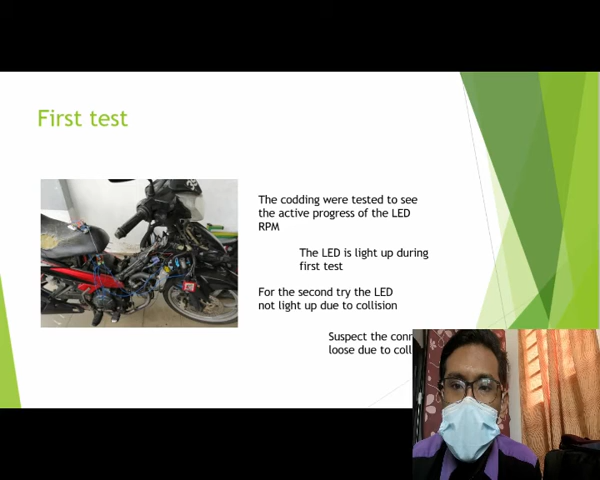 First test
The codding were tested to see
the active progress of the LED
RPM
The LED is light up during
first test
For the second try the LED
not light up due to collision
Suspect the
loose due to